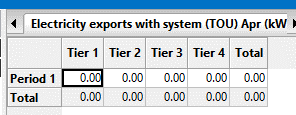 Electricity exports with system (TOU) Apr (kW
Tier 1 Tier 2 Tier 3 Tier 4 Total
Period 1 0.00 0.00 0.00 0.00 0.00
Total 0.00 0.00 0.00 0.00 0.00